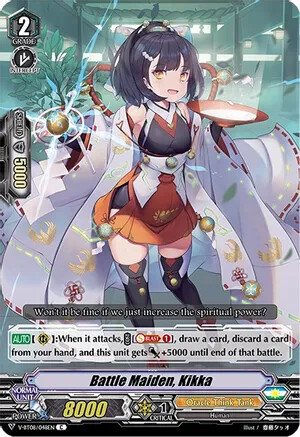 2
GRADE
INTERCEPT
5000
Won't it be fine if we just increase the spiritual power?
AUTO (R): When it attacks, [SOUL BLAST 1], draw a card, discard a card
from your hand, and this unit gets +5000 until end of that battle.
Battle Maiden, Kikka
NORMAL
UNIT
Oracle Think Tank
Human
POWER 8000
1
CRITICAL
V-BT06/048EN C
Illust /